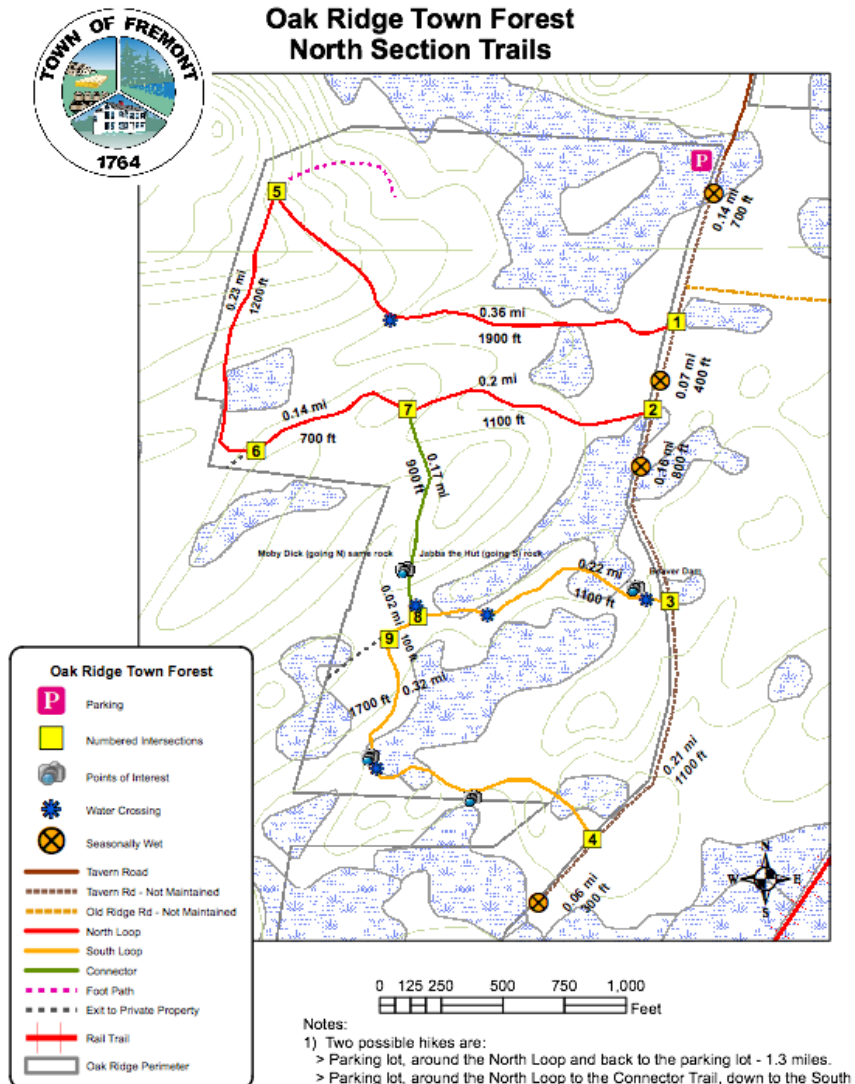 Oak Ridge Town Forest
North Section Trails
TOWN OF FREMONT
1764
P
5
0.14 mi
700 ft
0.23 mi
1200 ft
0.36 mi
1900 ft
1
0.07 mi
400 ft
0.2 mi
1100 ft
2
0.14 mi
700 ft
7
6
0.16 mi
800 ft
0.17 mi
900 ft
Moby Dick (going N) same rock
Jabba the Hut (going S) rock
0.22 mi
1100 ft
Beaver Dam
3
0.02 mi
100 ft
8
9
0.32 mi
1700 ft
0.21 mi
1100 ft
4
0.06 mi
300 ft
N
W
E
S
Oak Ridge Town Forest
P
Parking
Numbered Intersections
Points of Interest
Water Crossing
Seasonally Wet
Tavern Road
Tavern Rd - Not Maintained
Old Ridge Rd - Not Maintained
North Loop
South Loop
Connector
Foot Path
Exit to Private Property
Rail Trail
Oak Ridge Perimeter
0 125 250 500 750 1,000
Feet
Notes:
1) Two possible hikes are:
> Parking lot, around the North Loop and back to the parking lot - 1.3 miles.
> Parking lot, around the North Loop to the Connector Trail, down to the South